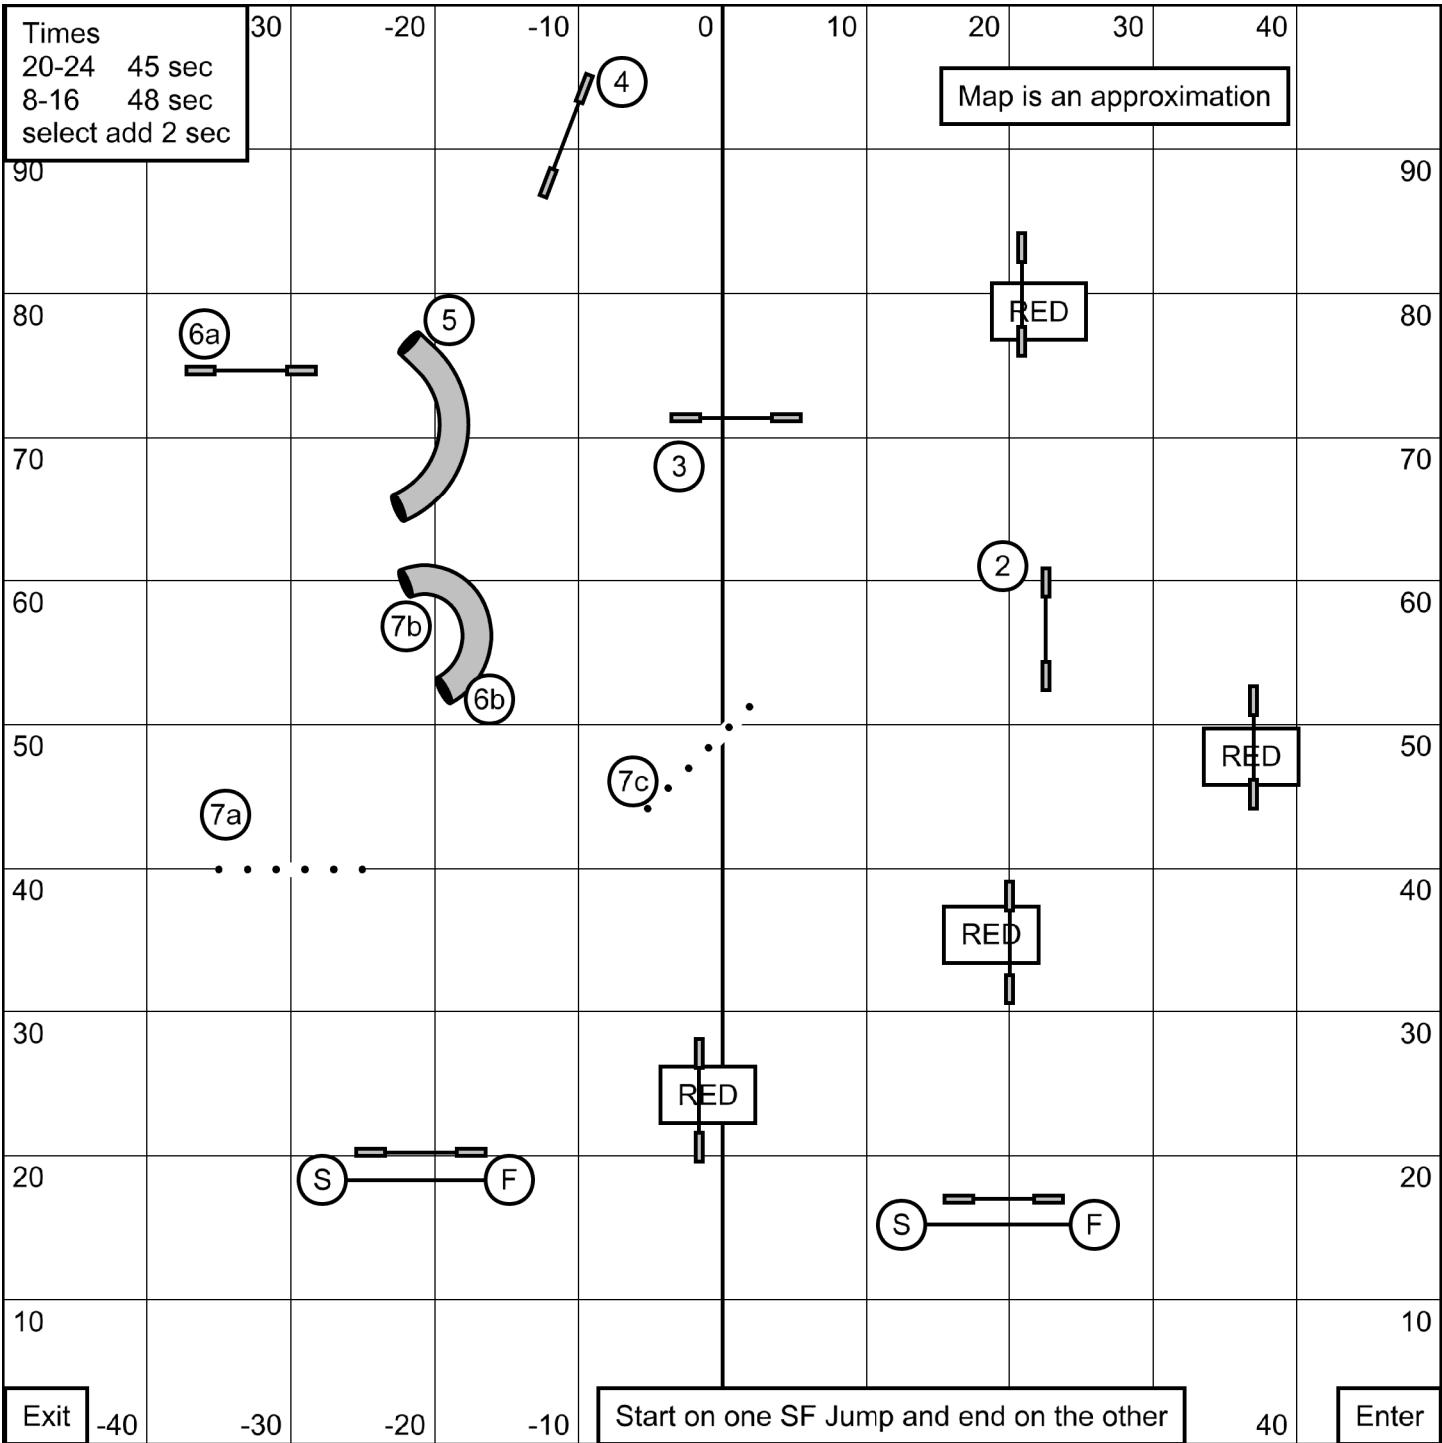 Times
20-24 45 sec
8-16 48 sec
select add 2 sec
30 -20 -10 0 10 20 30 40
4
Map is an approximation
90 90
80 5 RED 80
6a
70 3 70
2
60 7b 60
6b
50 7c RED 50
7a
40 40
RED
30 30
RED
20 S F 20
S F
10 10
Exit -40 -30 -20 -10 Start on one SF Jump and end on the other 40 Enter